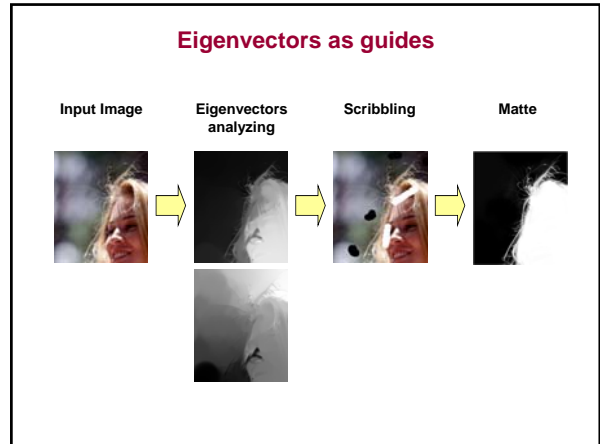 Eigenvectors as guides
Input Image
Eigenvectors
analyzing
Scribbling
Matte